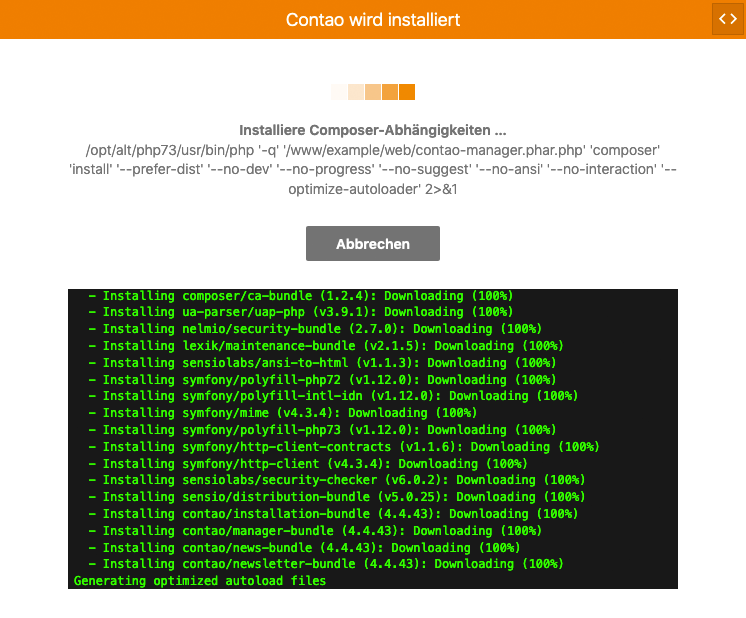 Contao wird installiert
Installiere Composer-Abhängigkeiten ...
/opt/alt/php73/usr/bin/php '-q' '/www/example/web/contao-manager.phar.php' 'composer'
'install' '--prefer-dist' '--no-dev' '--no-progress' '--no-suggest' '--no-ansi' '--no-interaction' '--
optimize-autoloader' 2>&1
Abbrechen
- Installing composer/ca-bundle (1.2.4): Downloading (100%)
- Installing ua-parser/uap-php (v3.9.1): Downloading (100%)
- Installing nelmio/security-bundle (2.7.0): Downloading (100%)
- Installing lexik/maintenance-bundle (v2.1.5): Downloading (100%)
- Installing sensiolabs/ansi-to-html (v1.1.3): Downloading (100%)
- Installing symfony/polyfill-php72 (v1.12.0): Downloading (100%)
- Installing symfony/polyfill-intl-idn (v1.12.0): Downloading (100%)
- Installing symfony/mime (v4.3.4): Downloading (100%)
- Installing symfony/polyfill-php73 (v1.12.0): Downloading (100%)
- Installing symfony/http-client-contracts (v1.1.6): Downloading (100%)
- Installing symfony/http-client (v4.3.4): Downloading (100%)
- Installing sensiolabs/security-checker (v6.0.2): Downloading (100%)
- Installing sensio/distribution-bundle (v5.0.25): Downloading (100%)
- Installing contao/installation-bundle (4.4.43): Downloading (100%)
- Installing contao/manager-bundle (4.4.43): Downloading (100%)
- Installing contao/news-bundle (4.4.43): Downloading (100%)
- Installing contao/newsletter-bundle (4.4.43): Downloading (100%)
Generating optimized autoload files